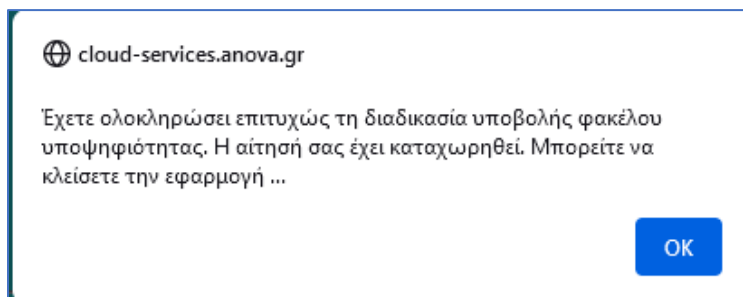 cloud-services.anova.gr
Έχετε ολοκληρώσει επιτυχώς τη διαδικασία υποβολής φακέλου
υποψηφιότητας. Η αίτησή σας έχει καταχωρηθεί. Μπορείτε να
κλείσετε την εφαρμογή ...
OK